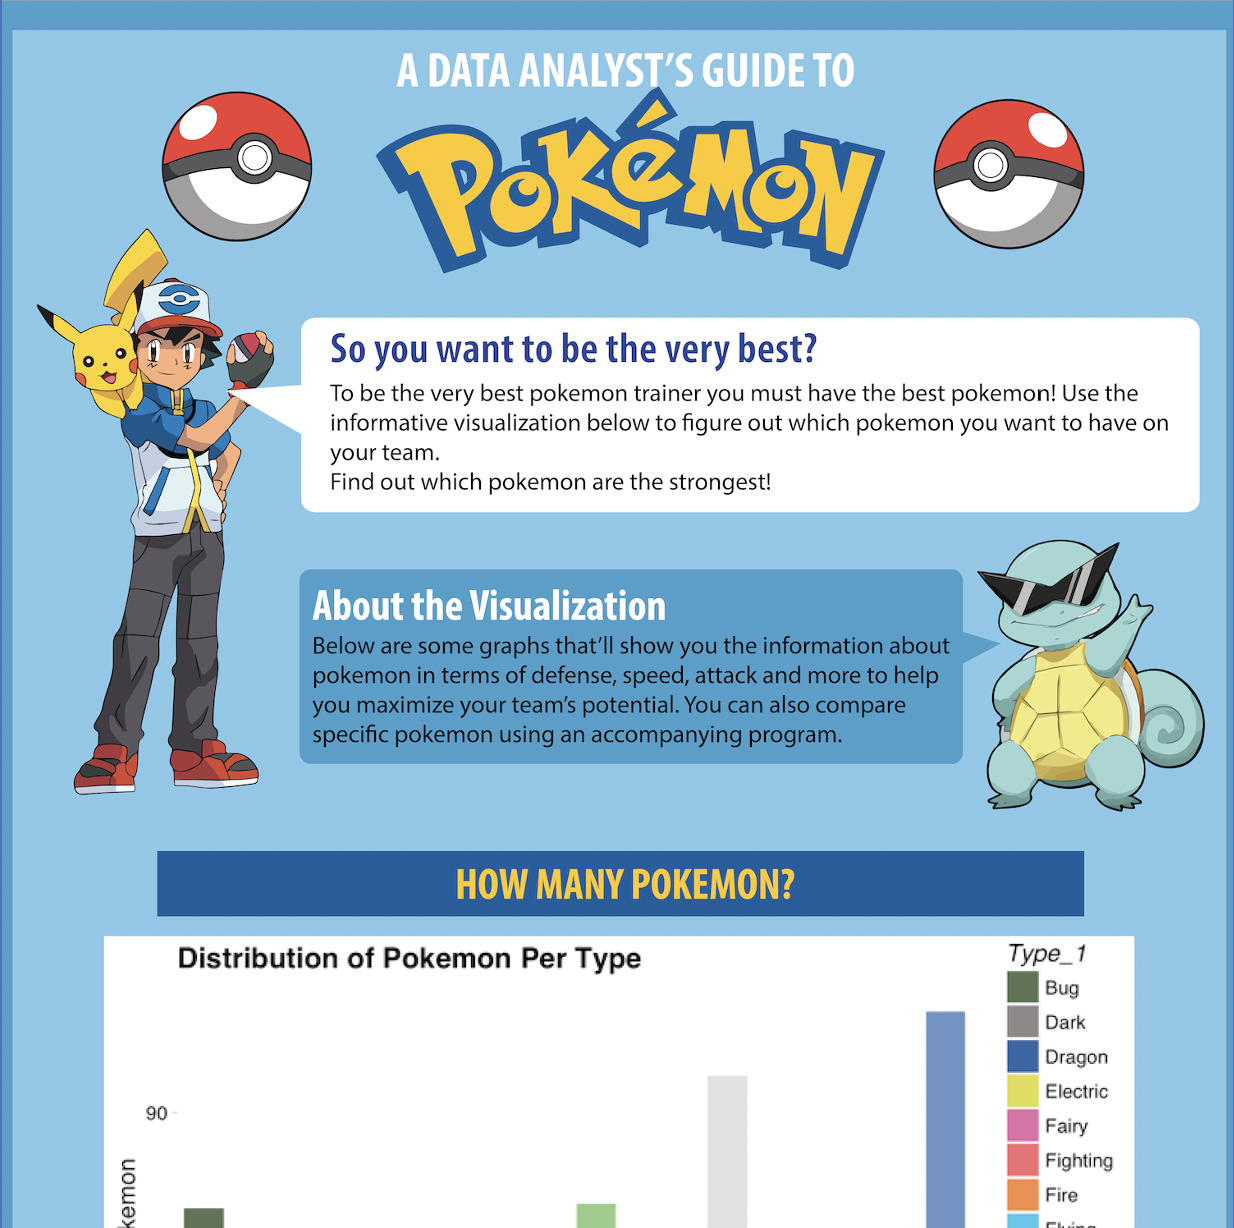 A DATA ANALYST'S GUIDE TO
POKéMON
So you want to be the very best?
To be the very best pokemon trainer you must have the best pokemon! Use the
informative visualization below to figure out which pokemon you want to have on
your team.
Find out which pokemon are the strongest!
About the Visualization
Below are some graphs that'll show you the information about
pokemon in terms of defense, speed, attack and more to help
you maximize your team's potential. You can also compare
specific pokemon using an accompanying program.
HOW MANY POKEMON?
Distribution of Pokemon Per Type
Type_1
Bug
Dark
Dragon
Electric
Fairy
Fighting
Fire
90